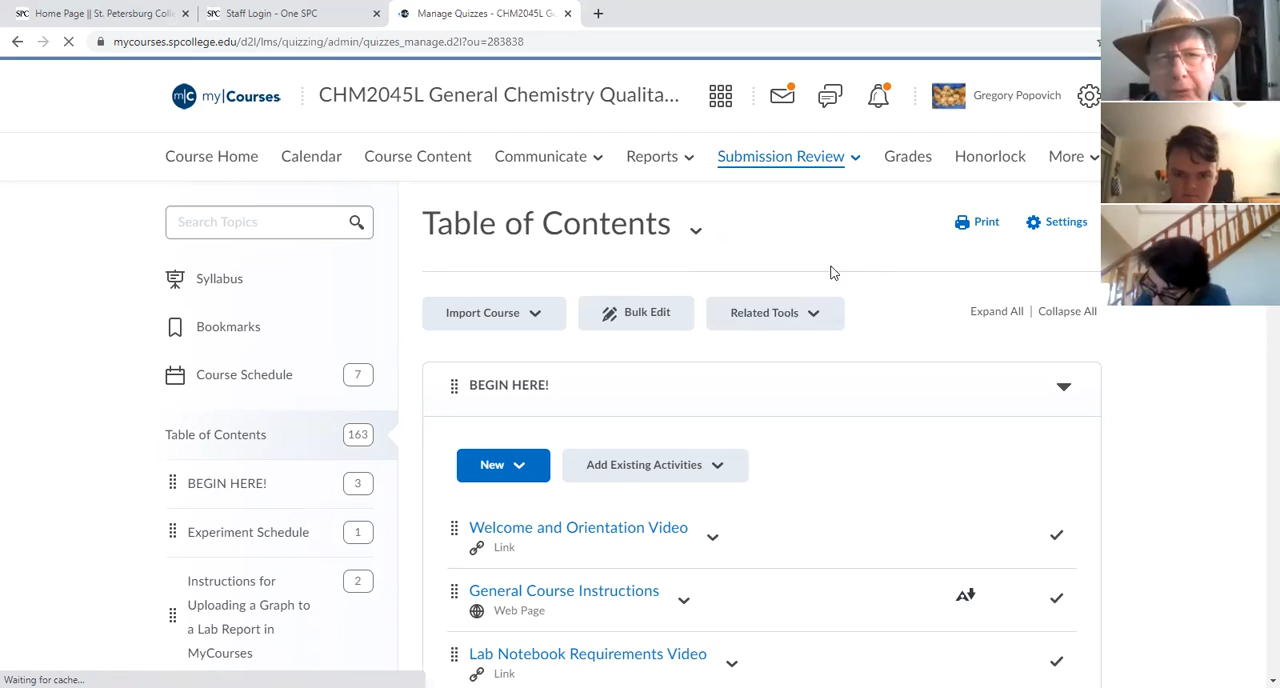 Home Page || St. Petersburg Coll
Staff Login - One SPC
Manage Quizzes - CHM2045L G
mycourses.spcollege.edu/d2l/lms/quizzing/admin/quizzes_manage.d2l?ou=283838
my|Courses
CHM2045L General Chemistry Qualita...
Gregory Popovich
Course Home
Calendar
Course Content
Communicate
Reports
Submission Review
Grades
Honorlock
More
Search Topics
Syllabus
Bookmarks
Course Schedule 7
Table of Contents 163
BEGIN HERE! 3
Experiment Schedule 1
Instructions for 2
Uploading a Graph to
a Lab Report in
MyCourses
Table of Contents
Print
Settings
Import Course
Bulk Edit
Related Tools
Expand All | Collapse All
BEGIN HERE!
New
Add Existing Activities
Welcome and Orientation Video
Link
General Course Instructions
Web Page
Lab Notebook Requirements Video
Link
Waiting for cache...